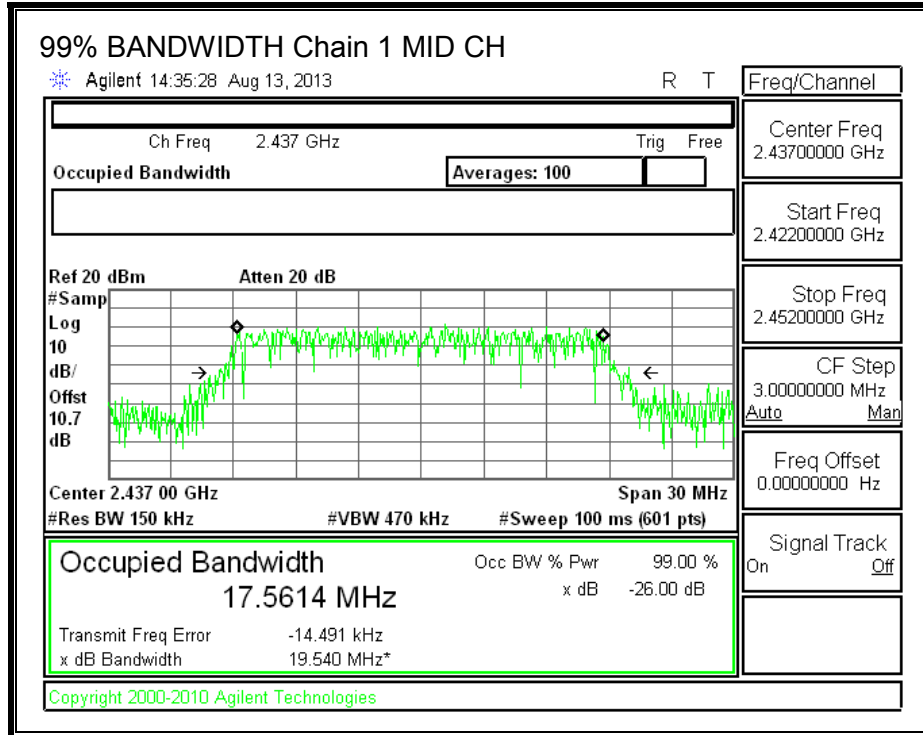 99% BANDWIDTH Chain 1 MID CH
Agilent 14:35:28 Aug 13, 2013 R T
Freq/Channel
Ch Freq 2.437 GHz Trig Free
Occupied Bandwidth Averages: 100
Center Freq
2.43700000 GHz
Start Freq
2.42200000 GHz
Stop Freq
2.45200000 GHz
CF Step
3.00000000 MHz
Auto Man
Freq Offset
0.00000000 Hz
Signal Track
On Off
Ref 20 dBm Atten 20 dB
#Samp
Log
10
dB/
Offst
10.7
dB
Center 2.437 00 GHz Span 30 MHz
#Res BW 150 kHz #VBW 470 kHz #Sweep 100 ms (601 pts)
Occupied Bandwidth Occ BW % Pwr 99.00 %
17.5614 MHz x dB -26.00 dB
Transmit Freq Error -14.491 kHz
x dB Bandwidth 19.540 MHz*
Copyright 2000-2010 Agilent Technologies